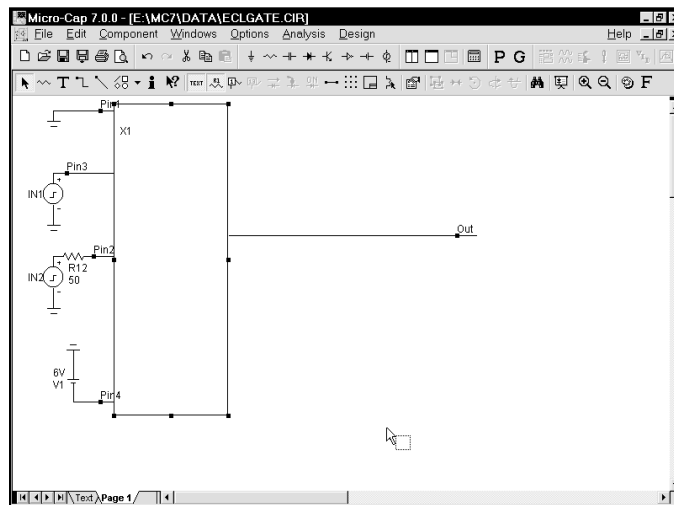 Micro-Cap 7.0.0 - [E:\MC7\DATA\ECLGATE.CIR]
File Edit Component Windows Options Analysis Design Help
P G
T i TEXT F
Pin1
X1
Pin3
IN1
Pin2
R12
50
IN2
Out
6V
V1
Pin4
Text Page 1